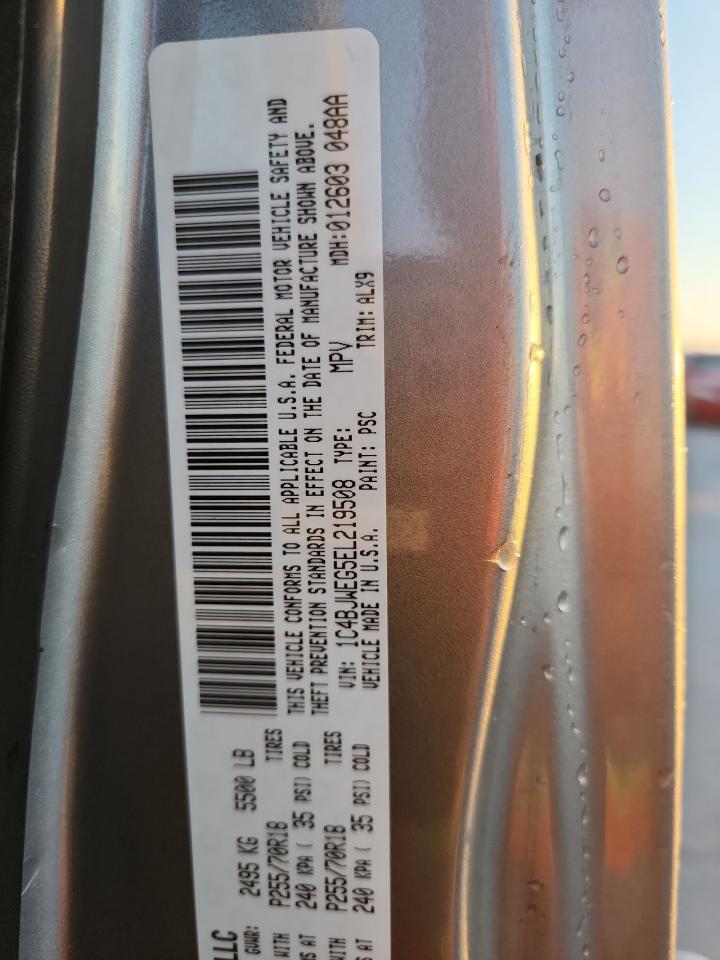 LLC
GVWR: 2495 KG 5500 LB
WITH P255/70R18 TIRES
MS AT 240 KPA ( 35 PSI) COLD
WITH P255/70R18 TIRES
S AT 240 KPA ( 35 PSI) COLD
THIS VEHICLE CONFORMS TO ALL APPLICABLE U.S.A. FEDERAL MOTOR VEHICLE SAFETY AND
THEFT PREVENTION STANDARDS IN EFFECT ON THE DATE OF MANUFACTURE SHOWN ABOVE.
VIN: 1C4BJWEG5EL219508 TYPE: MPV MDH:012603 048AA
VEHICLE MADE IN U.S.A. PAINT: PSC TRIM: ALX9